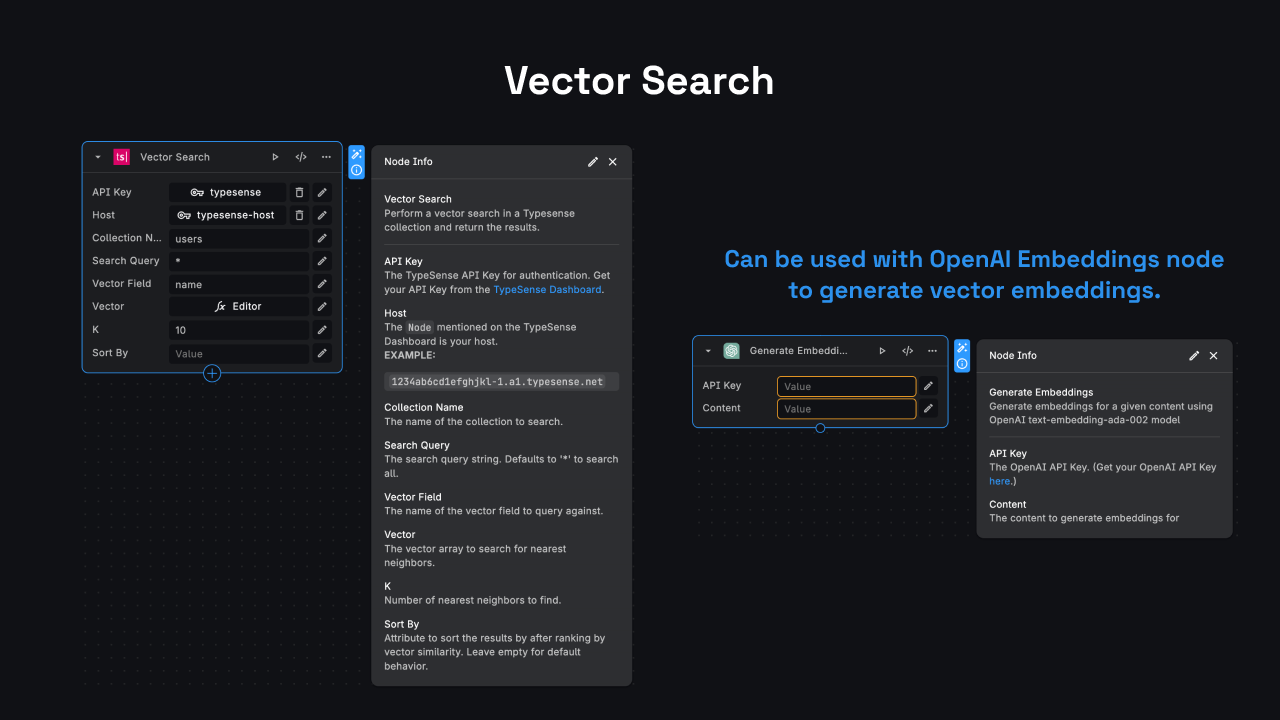 Vector Search
ts|
Vector Search
API Key
typesense
Host
typesense-host
Collection N...
users
Search Query
*
Vector Field
name
Vector
fx Editor
K
10
Sort By
Value
Node Info
Vector Search
Perform a vector search in a Typesense
collection and return the results.
API Key
The TypeSense API Key for authentication. Get
your API Key from the TypeSense Dashboard.
Host
The Node mentioned on the TypeSense
Dashboard is your host.
EXAMPLE:
1234ab6cd1efghjkl-1.a1.typesense.net
Collection Name
The name of the collection to search.
Search Query
The search query string. Defaults to '*' to search
all.
Vector Field
The name of the vector field to query against.
Vector
The vector array to search for nearest
neighbors.
K
Number of nearest neighbors to find.
Sort By
Attribute to sort the results by after ranking by
vector similarity. Leave empty for default
behavior.
Can be used with OpenAI Embeddings node
to generate vector embeddings.
Generate Embeddi...
API Key
Value
Content
Value
Node Info
Generate Embeddings
Generate embeddings for a given content using
OpenAI text-embedding-ada-002 model
API Key
The OpenAI API Key. (Get your OpenAI API Key
here.)
Content
The content to generate embeddings for